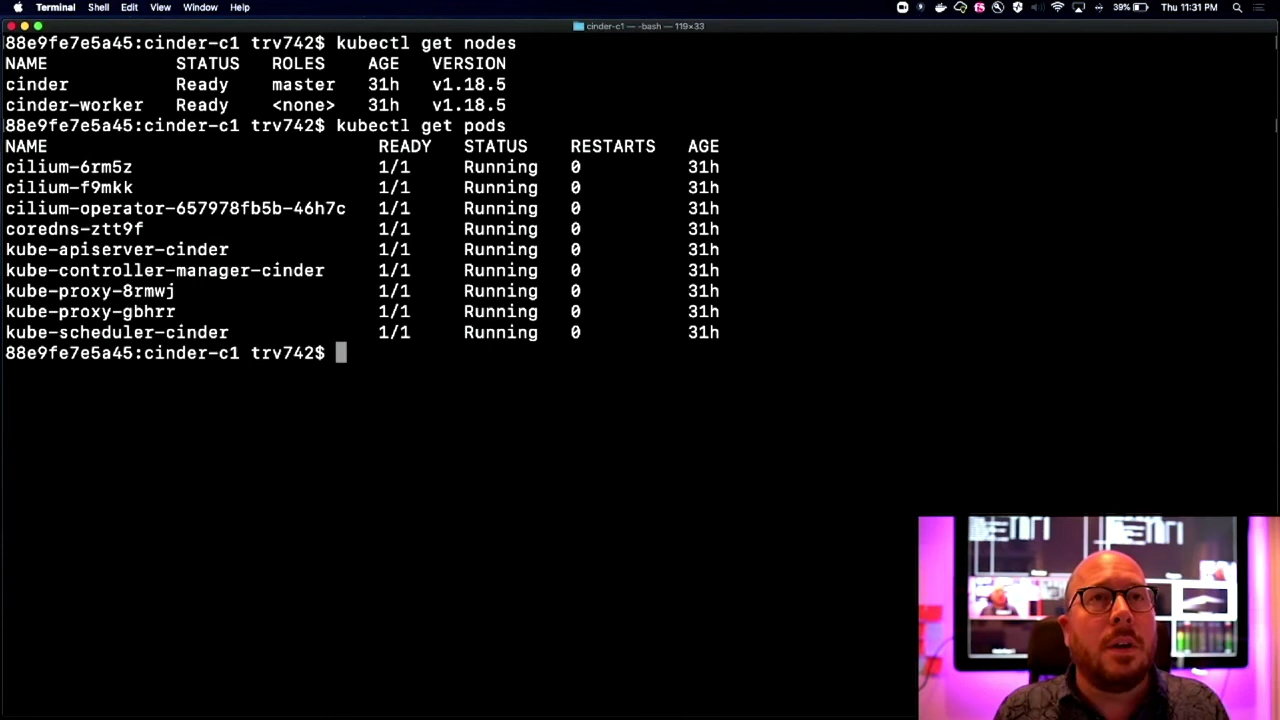 Terminal Shell Edit View Window Help 39% Thu 11:31 PM
cinder-c1 — -bash — 119×33
88e9fe7e5a45:cinder-c1 trv742$ kubectl get nodes
NAME STATUS ROLES AGE VERSION
cinder Ready master 31h v1.18.5
cinder-worker Ready <none> 31h v1.18.5
88e9fe7e5a45:cinder-c1 trv742$ kubectl get pods
NAME READY STATUS RESTARTS AGE
cilium-6rm5z 1/1 Running 0 31h
cilium-f9mkk 1/1 Running 0 31h
cilium-operator-657978fb5b-46h7c 1/1 Running 0 31h
coredns-ztt9f 1/1 Running 0 31h
kube-apiserver-cinder 1/1 Running 0 31h
kube-controller-manager-cinder 1/1 Running 0 31h
kube-proxy-8rmwj 1/1 Running 0 31h
kube-proxy-gbhrr 1/1 Running 0 31h
kube-scheduler-cinder 1/1 Running 0 31h
88e9fe7e5a45:cinder-c1 trv742$